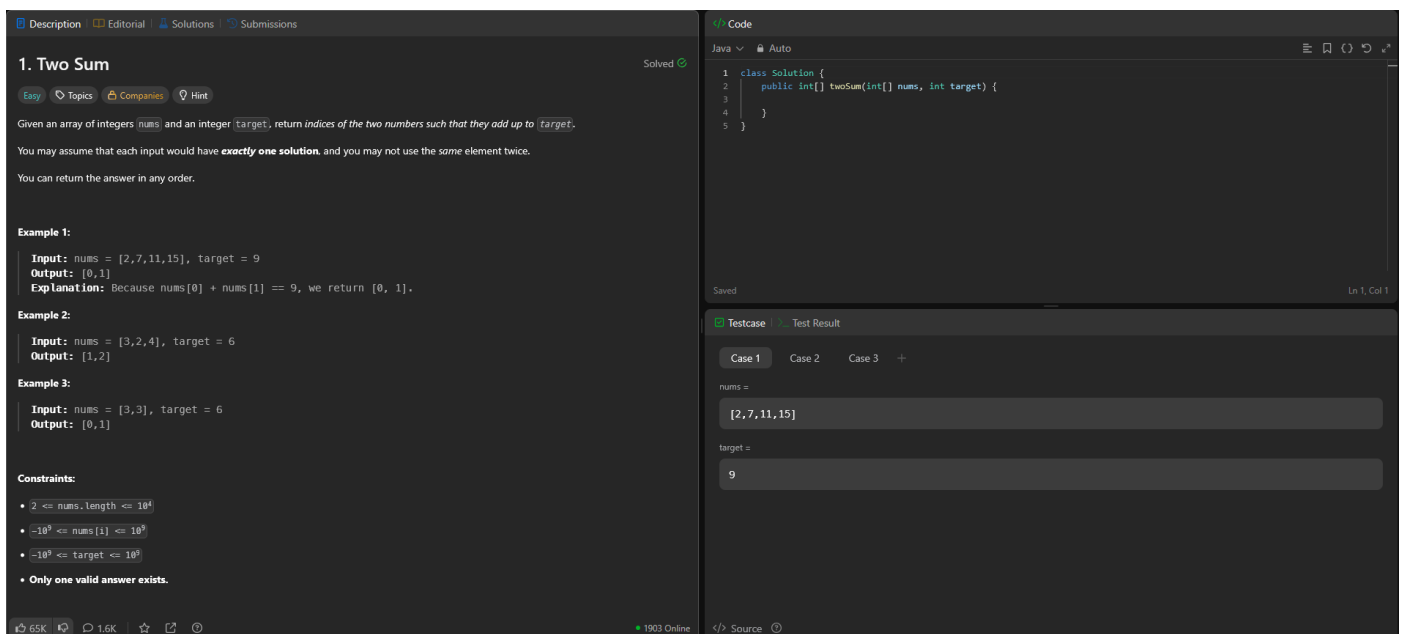 Description
Editorial
Solutions
Submissions
1. Two Sum
Solved
Easy
Topics
Companies
Hint
Given an array of integers nums and an integer target, return indices of the two numbers such that they add up to target.
You may assume that each input would have exactly one solution, and you may not use the same element twice.
You can return the answer in any order.
Example 1:
Input: nums = [2,7,11,15], target = 9
Output: [0,1]
Explanation: Because nums[0] + nums[1] == 9, we return [0, 1].
Example 2:
Input: nums = [3,2,4], target = 6
Output: [1,2]
Example 3:
Input: nums = [3,3], target = 6
Output: [0,1]
Constraints:
• 2 <= nums.length <= 10⁴
• -10⁹ <= nums[i] <= 10⁹
• -10⁹ <= target <= 10⁹
• Only one valid answer exists.
65K
1.6K
1903 Online
</> Code
Java
Auto
1 class Solution {
2 public int[] twoSum(int[] nums, int target) {
3
4 }
5 }
Saved
Ln 1, Col 1
Testcase
>_ Test Result
Case 1
Case 2
Case 3
+
nums =
[2,7,11,15]
target =
9
</> Source